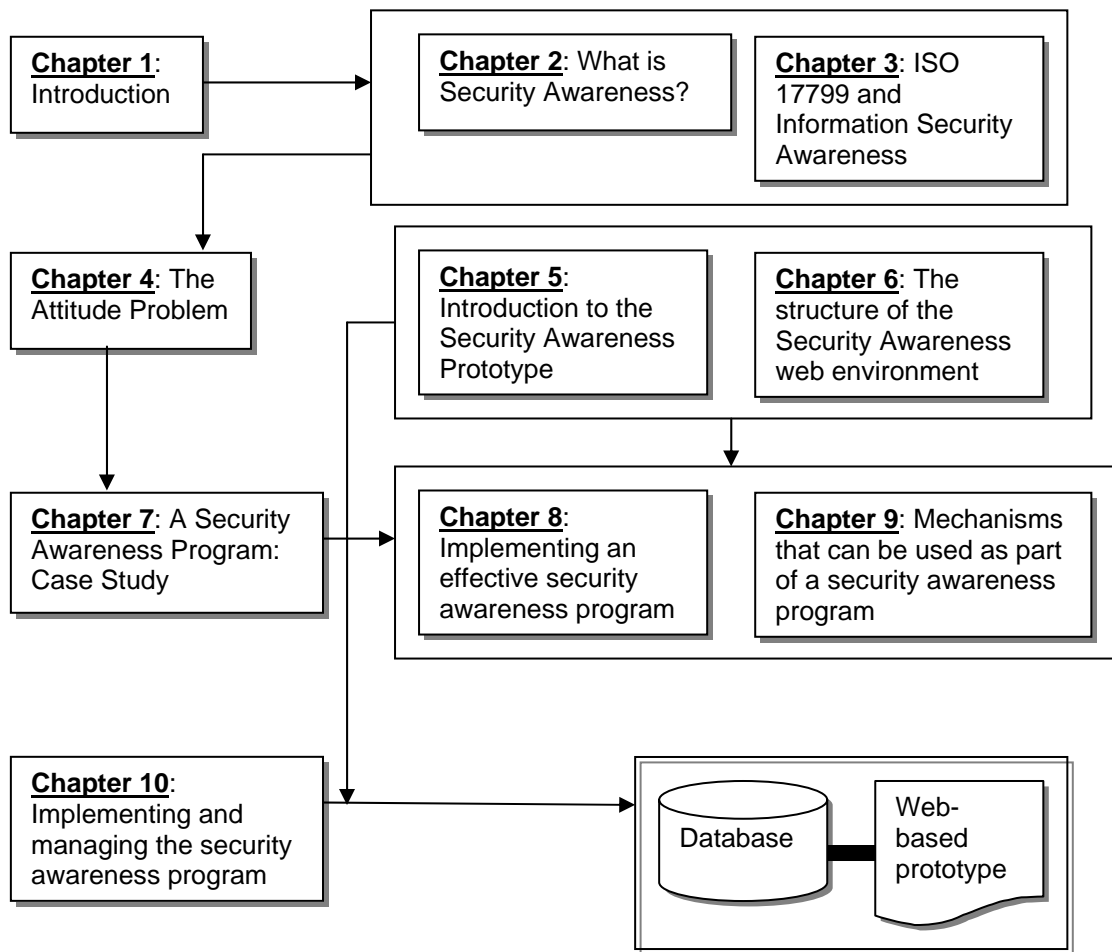 Chapter 1:
Introduction
Chapter 2: What is
Security Awareness?
Chapter 3: ISO
17799 and
Information Security
Awareness
Chapter 4: The
Attitude Problem
Chapter 5:
Introduction to the
Security Awareness
Prototype
Chapter 6: The
structure of the
Security Awareness
web environment
Chapter 7: A Security
Awareness Program:
Case Study
Chapter 8:
Implementing an
effective security
awareness program
Chapter 9: Mechanisms
that can be used as part
of a security awareness
program
Chapter 10:
Implementing and
managing the security
awareness program
Database
Web-
based
prototype